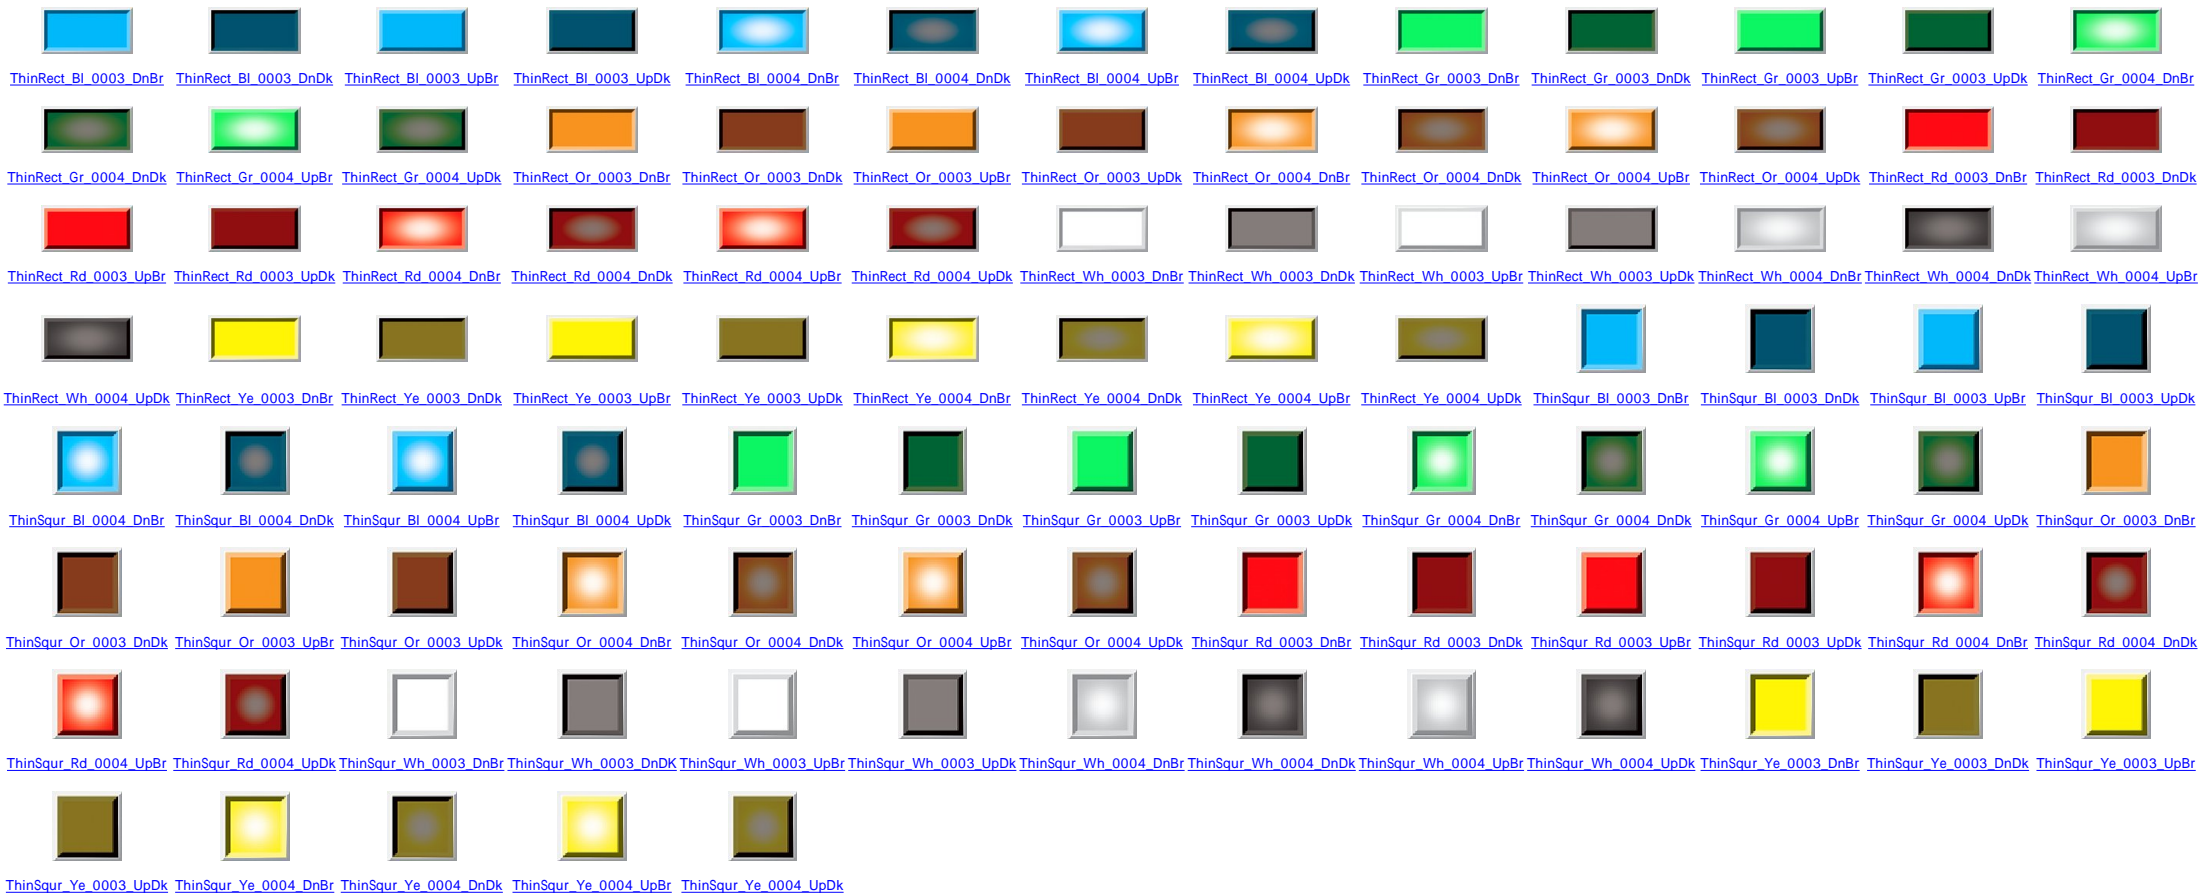 ThinRect_Bl_0003_DnBr ThinRect_Bl_0003_DnDk ThinRect_Bl_0003_UpBr ThinRect_Bl_0003_UpDk ThinRect_Bl_0004_DnBr ThinRect_Bl_0004_DnDk ThinRect_Bl_0004_UpBr ThinRect_Bl_0004_UpDk ThinRect_Gr_0003_DnBr ThinRect_Gr_0003_DnDk ThinRect_Gr_0003_UpBr ThinRect_Gr_0003_UpDk ThinRect_Gr_0004_DnBr
ThinRect_Gr_0004_DnDk ThinRect_Gr_0004_UpBr ThinRect_Gr_0004_UpDk ThinRect_Or_0003_DnBr ThinRect_Or_0003_DnDk ThinRect_Or_0003_UpBr ThinRect_Or_0003_UpDk ThinRect_Or_0004_DnBr ThinRect_Or_0004_DnDk ThinRect_Or_0004_UpBr ThinRect_Or_0004_UpDk ThinRect_Rd_0003_DnBr ThinRect_Rd_0003_DnDk
ThinRect_Rd_0003_UpBr ThinRect_Rd_0003_UpDk ThinRect_Rd_0004_DnBr ThinRect_Rd_0004_DnDk ThinRect_Rd_0004_UpBr ThinRect_Rd_0004_UpDk ThinRect_Wh_0003_DnBr ThinRect_Wh_0003_DnDk ThinRect_Wh_0003_UpBr ThinRect_Wh_0003_UpDk ThinRect_Wh_0004_DnBr ThinRect_Wh_0004_DnDk ThinRect_Wh_0004_UpBr
ThinRect_Wh_0004_UpDk ThinRect_Ye_0003_DnBr ThinRect_Ye_0003_DnDk ThinRect_Ye_0003_UpBr ThinRect_Ye_0003_UpDk ThinRect_Ye_0004_DnBr ThinRect_Ye_0004_DnDk ThinRect_Ye_0004_UpBr ThinRect_Ye_0004_UpDk ThinSqur_Bl_0003_DnBr ThinSqur_Bl_0003_DnDk ThinSqur_Bl_0003_UpBr ThinSqur_Bl_0003_UpDk
ThinSqur_Bl_0004_DnBr ThinSqur_Bl_0004_DnDk ThinSqur_Bl_0004_UpBr ThinSqur_Bl_0004_UpDk ThinSqur_Gr_0003_DnBr ThinSqur_Gr_0003_DnDk ThinSqur_Gr_0003_UpBr ThinSqur_Gr_0003_UpDk ThinSqur_Gr_0004_DnBr ThinSqur_Gr_0004_DnDk ThinSqur_Gr_0004_UpBr ThinSqur_Gr_0004_UpDk ThinSqur_Or_0003_DnBr
ThinSqur_Or_0003_DnDk ThinSqur_Or_0003_UpBr ThinSqur_Or_0003_UpDk ThinSqur_Or_0004_DnBr ThinSqur_Or_0004_DnDk ThinSqur_Or_0004_UpBr ThinSqur_Or_0004_UpDk ThinSqur_Rd_0003_DnBr ThinSqur_Rd_0003_DnDk ThinSqur_Rd_0003_UpBr ThinSqur_Rd_0003_UpDk ThinSqur_Rd_0004_DnBr ThinSqur_Rd_0004_DnDk
ThinSqur_Rd_0004_UpBr ThinSqur_Rd_0004_UpDk ThinSqur_Wh_0003_DnBr ThinSqur_Wh_0003_DnDK ThinSqur_Wh_0003_UpBr ThinSqur_Wh_0003_UpDk ThinSqur_Wh_0004_DnBr ThinSqur_Wh_0004_DnDk ThinSqur_Wh_0004_UpBr ThinSqur_Wh_0004_UpDk ThinSqur_Ye_0003_DnBr ThinSqur_Ye_0003_DnDk ThinSqur_Ye_0003_UpBr
ThinSqur_Ye_0003_UpDk ThinSqur_Ye_0004_DnBr ThinSqur_Ye_0004_DnDk ThinSqur_Ye_0004_UpBr ThinSqur_Ye_0004_UpDk